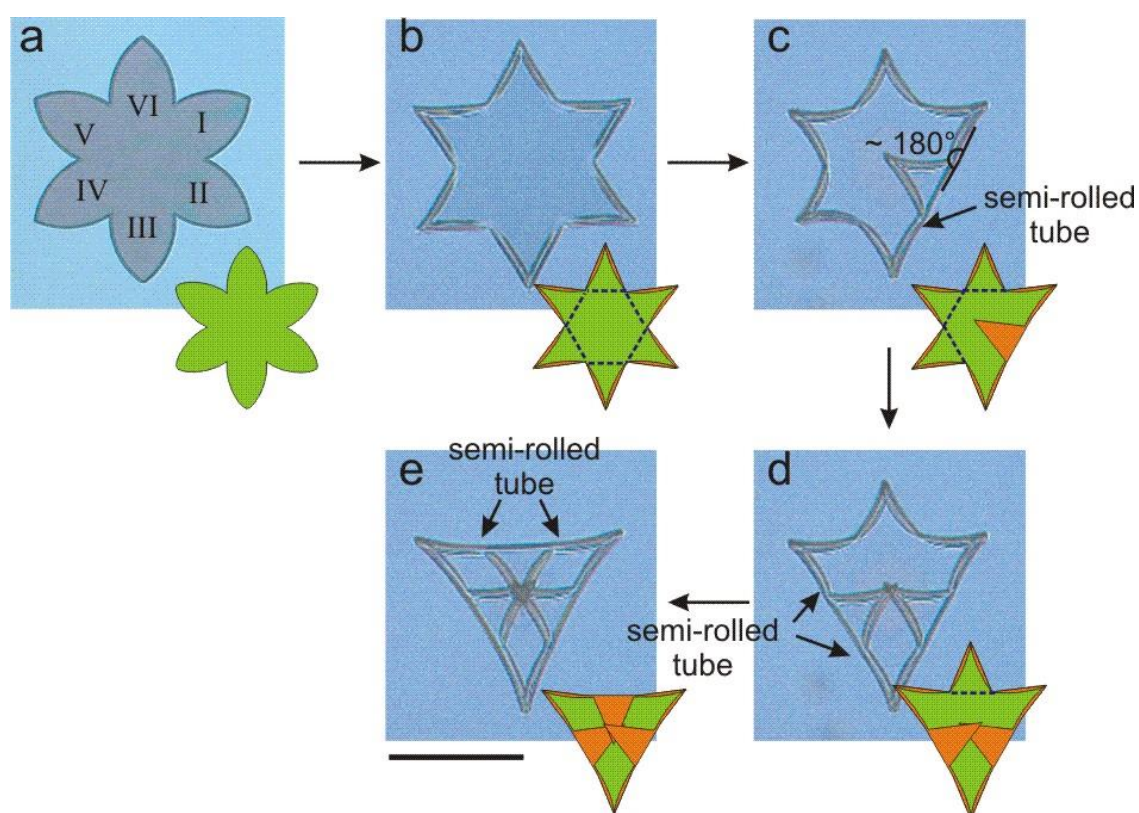 a
VI
V
I
IV
II
III
b
c
~ 180°
semi-rolled
tube
e
semi-rolled
tube
d
semi-rolled
tube